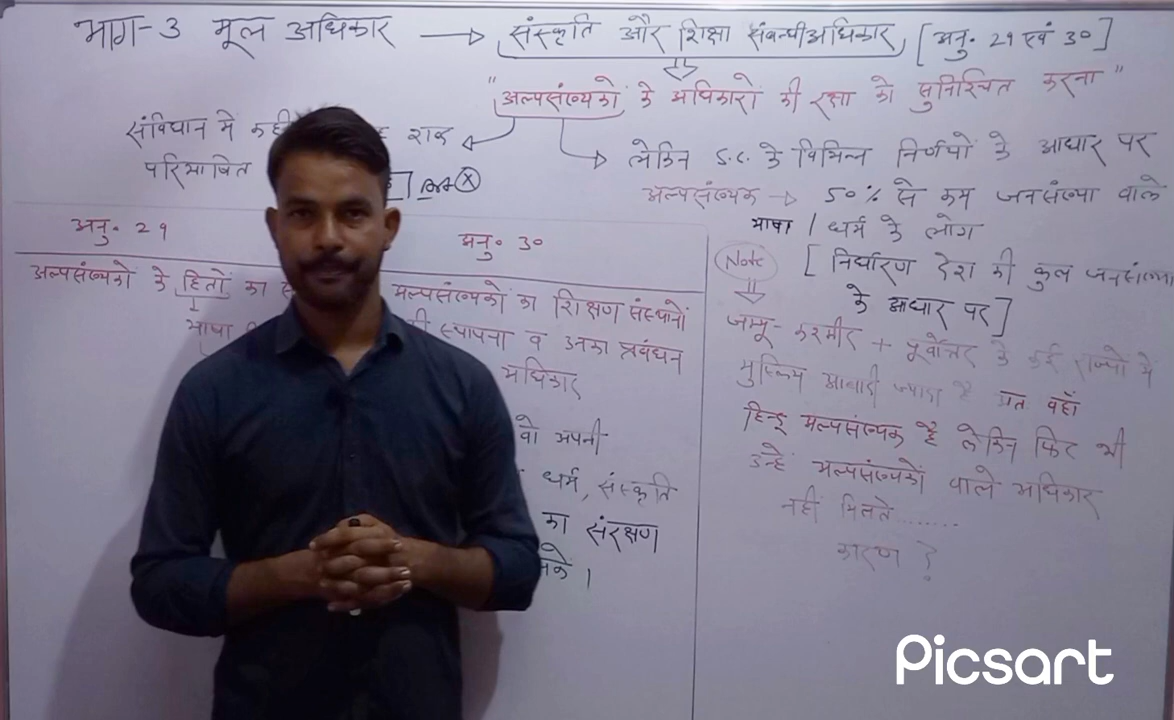 भाग-3 मूल अधिकार → संस्कृति और शिक्षा संबन्धी अधिकार [अनु. 29 एवं 30]
"अल्पसंख्यकों के अधिकारों की रक्षा को सुनिश्चित करना"
संविधान में कहीं शब्द
परिभाषित
लेकिन S.C. के विभिन्न निर्णयों के आधार पर
अल्पसंख्यक → 50% से कम जनसंख्या वाले
भाषा / धर्म के लोग
[निर्धारण देश की कुल जनसंख्या
के आधार पर]
अनु. 29
अल्पसंख्यकों के हितों का
भाषा
अनु. 30
अल्पसंख्यकों का शिक्षण संस्थानों
की स्थापना व उनका प्रबंधन
अधिकार
वो अपनी
धर्म, संस्कृति
का संरक्षण
सके।
Note
जम्मू-कश्मीर + पूर्वोत्तर के कई राज्यों में
मुस्लिम आबादी ज्यादा है अतः वहाँ
हिन्दू अल्पसंख्यक है लेकिन फिर भी
उन्हें अल्पसंख्यकों वाले अधिकार
नहीं मिलते.......
कारण ?
Picsart